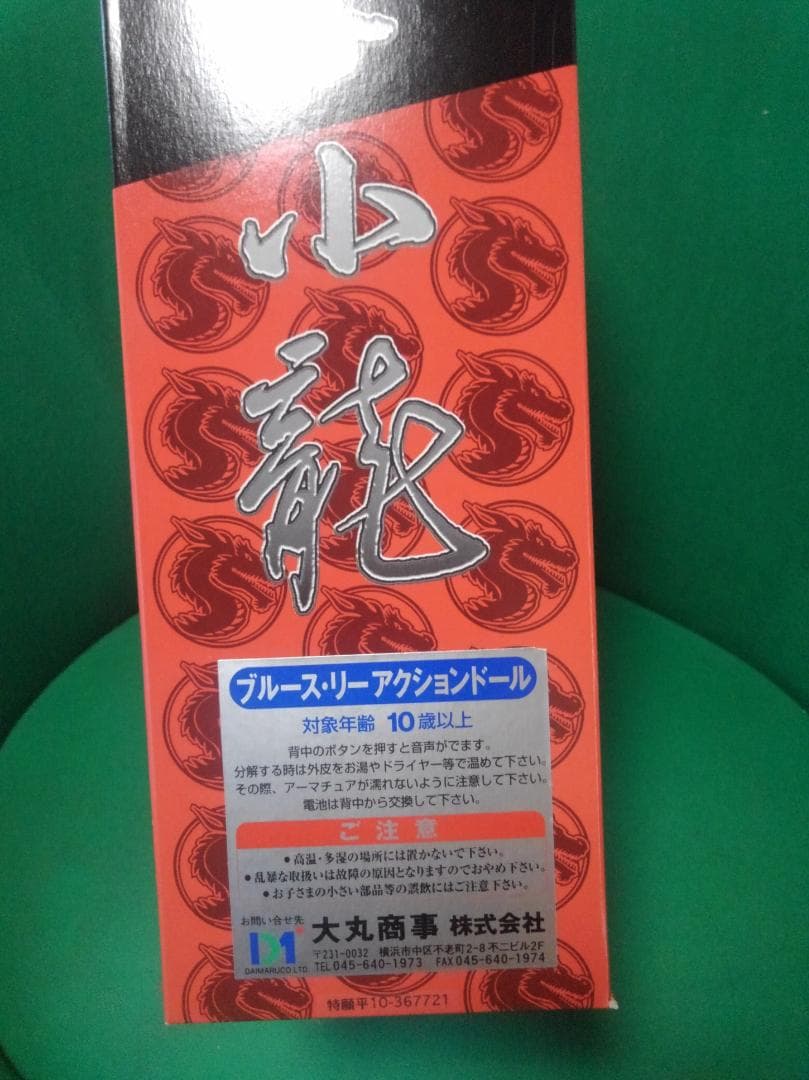 小
龍
ブルース・リーアクションドール
対象年齢 10歳以上
背中のボタンを押すと音声がでます。
分解する時は外皮をお湯やドライヤー等で温めて下さい。
その際、アーマチュアが濡れないように注意して下さい。
電池は背中から交換して下さい。
ご注意
●高温・多湿の場所には置かないで下さい。
●乱暴な取扱いは故障の原因となりますのでおやめ下さい。
●お子さまの小さい部品等の誤飲にはご注意下さい。
お問い合せ先
DM
DAIMARUCO.LTD.
大丸商事 株式会社
〒231-0032 横浜市中区不老町2-8 不二ビル2F
TEL045-640-1973 FAX045-640-1974
特願平10-367721